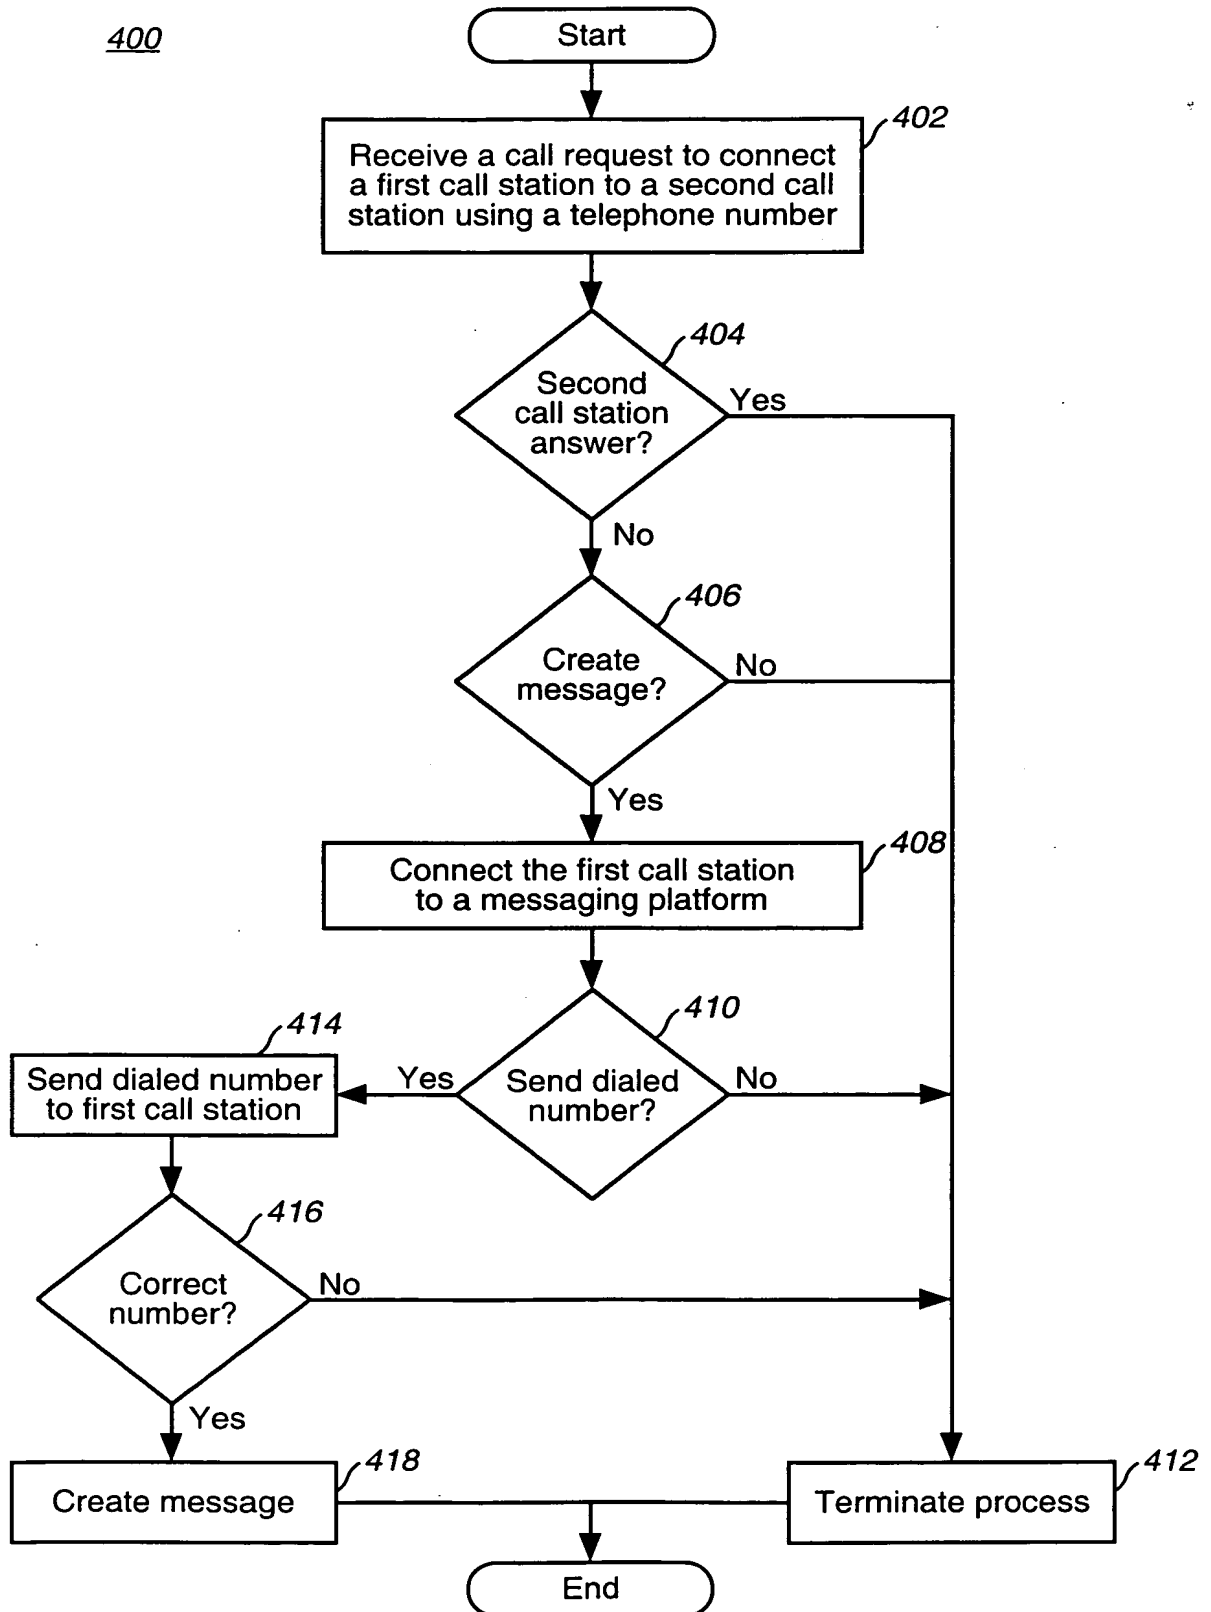 400
Start
402
Receive a call request to connect
a first call station to a second call
station using a telephone number
404
Second
call station
answer?
Yes
No
406
Create
message?
No
Yes
408
Connect the first call station
to a messaging platform
410
Send dialed
number?
Yes
No
414
Send dialed number
to first call station
416
Correct
number?
No
Yes
418
Create message
412
Terminate process
End